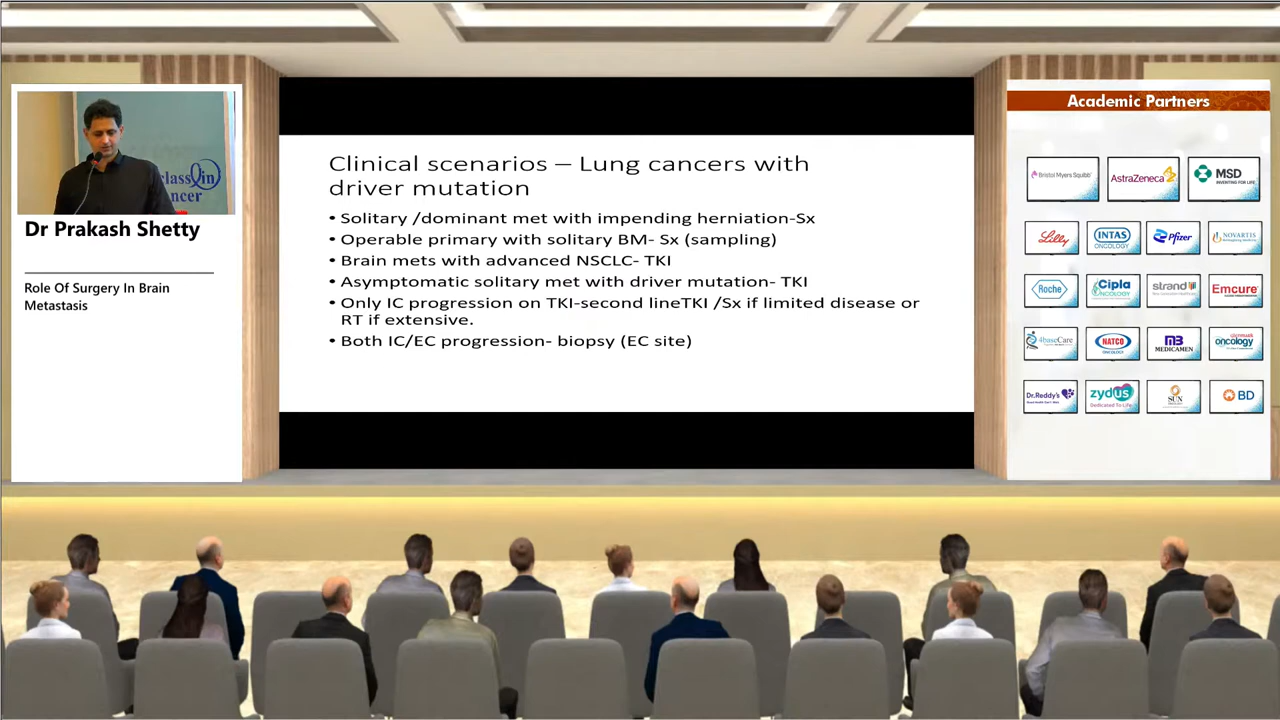 class in
ncer
Dr Prakash Shetty
Role Of Surgery In Brain
Metastasis
Clinical scenarios – Lung cancers with
driver mutation
• Solitary /dominant met with impending herniation-Sx
• Operable primary with solitary BM- Sx (sampling)
• Brain mets with advanced NSCLC- TKI
• Asymptomatic solitary met with driver mutation- TKI
• Only IC progression on TKI-second lineTKI /Sx if limited disease or
RT if extensive.
• Both IC/EC progression- biopsy (EC site)
Academic Partners
Bristol Myers Squibb
AstraZeneca
MSD
INVENTING FOR LIFE
Lilly
INTAS
ONCOLOGY
Pfizer
NOVARTIS
Roche
Cipla
ONCOLOGY
strand
Emcure
4baseCare
NATCO
ONCOLOGY
MB
MEDICAMEN
oncology
Dr.Reddy's
zydus
Dedicated To Life
SUN
BD